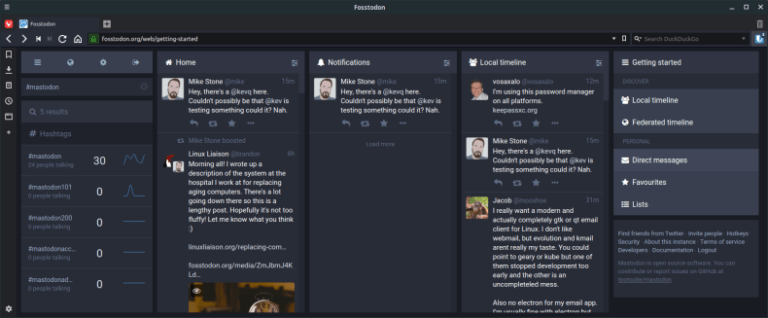 Fosstodon
Fosstodon
fosstodon.org/web/getting-started
Search DuckDuckGo
#mastodon
5 results
Hashtags
#mastodon
24 people talking
30
#mastodon101
0 people talking
0
#mastodon200
0 people talking
0
#mastodonacc...
0 people talking
0
#mastodonad...
0 people talking
0
Home
Mike Stone @mike 15m
Hey, there's a @kevq here.
Couldn't possibly be that @kev is
testing something could it? Nah.
Mike Stone boosted
Linux Liaison @brandon 6h
Morning all! I wrote up a
description of the system at the
hospital I work at for replacing
aging computers. There's a lot
going down there so this is a
lengthy post. Hopefully it's not too
fluffy! Let me know what you think
:)
linuxliaison.org/replacing-com...
fosstodon.org/media/ZmJbmJ4K
Ld...
Notifications
Mike Stone @mike 15m
Hey, there's a @kevq here.
Couldn't possibly be that @kev is
testing something could it? Nah.
Load more
Local timeline
vosaxalo @vosaxalo 12m
I'm using this password manager
on all platforms.
keepassxc.org
Mike Stone @mike 15m
Hey, there's a @kevq here.
Couldn't possibly be that @kev is
testing something could it? Nah.
Jacob 31m
I really want a modern and
actually completely gtk or qt email
client for Linux. I don't like
webmail, but evolution and kmail
arent really my taste. You could
point to geary or kube but one of
them stopped development too
early and the other is an
uncompleteled mess.
Also no electron for my email app.
I'm usually fine with electron but
Getting started
DISCOVER
Local timeline
Federated timeline
PERSONAL
Direct messages
Favourites
Lists
Find friends from Twitter · Invite people · Hotkeys
Security · About this instance · Terms of service
Developers · Documentation · Logout
Mastodon is open source software. You can
contribute or report issues on GitHub at
tootsuite/mastodon